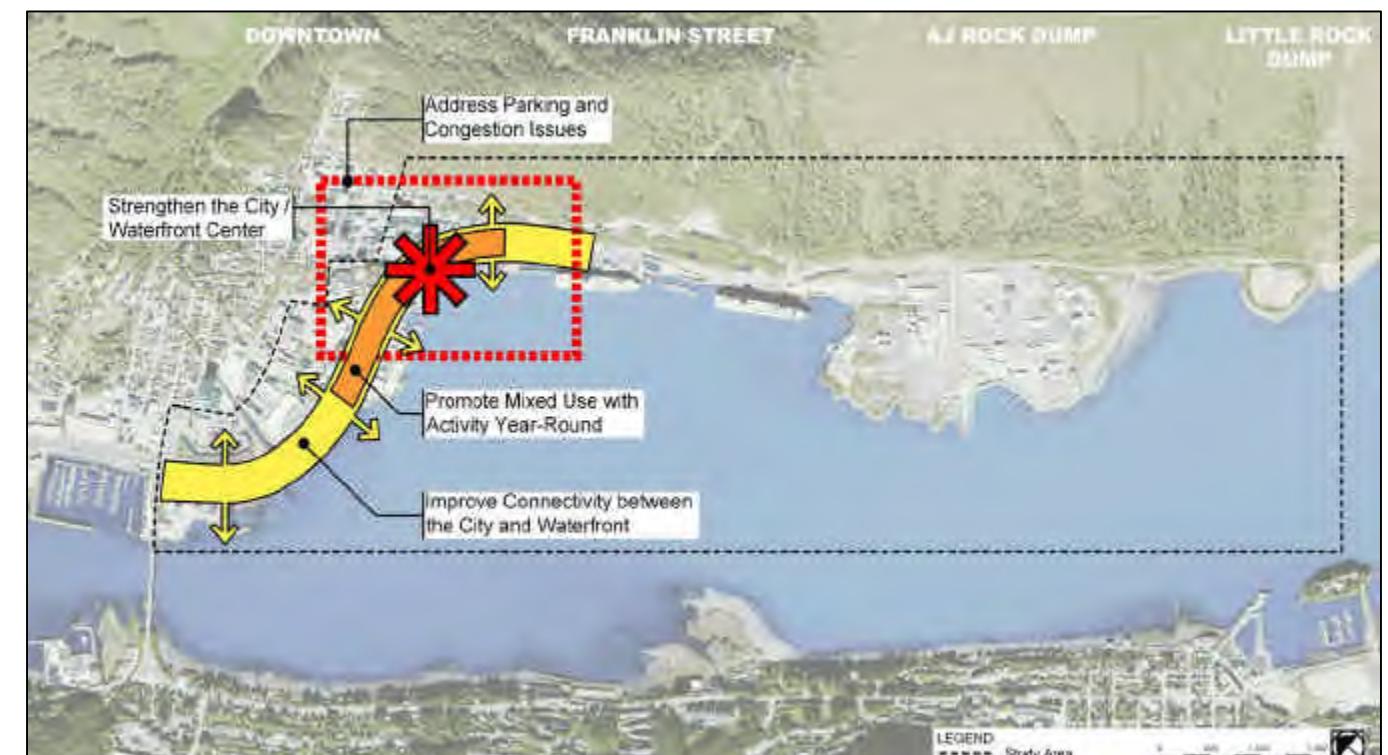 DOWNTOWN
FRANKLIN STREET
AJ ROCK DUMP
LITTLE ROCK
DUMP
Address Parking and
Congestion Issues
Strengthen the City /
Waterfront Center
Promote Mixed Use with
Activity Year-Round
Improve Connectivity between
the City and Waterfront
LEGEND
Study Area